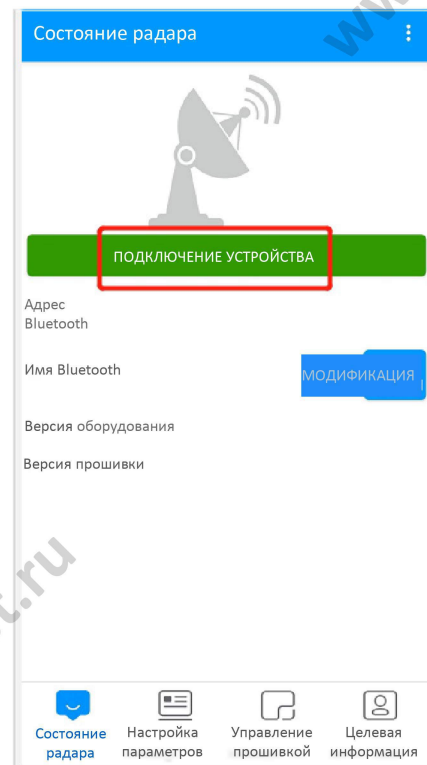 Состояние радара
ПОДКЛЮЧЕНИЕ УСТРОЙСТВА
Адрес
Bluetooth
Имя Bluetooth
МОДИФИКАЦИЯ
Версия оборудования
Версия прошивки
t.ru
Состояние
радара
Настройка
параметров
Управление
прошивкой
Целевая
информация